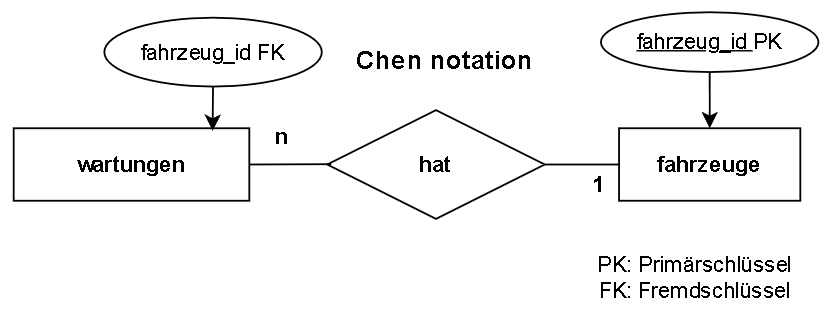 fahrzeug_id FK
Chen notation
fahrzeug_id PK
wartungen
n
hat
1
fahrzeuge
PK: Primärschlüssel
FK: Fremdschlüssel